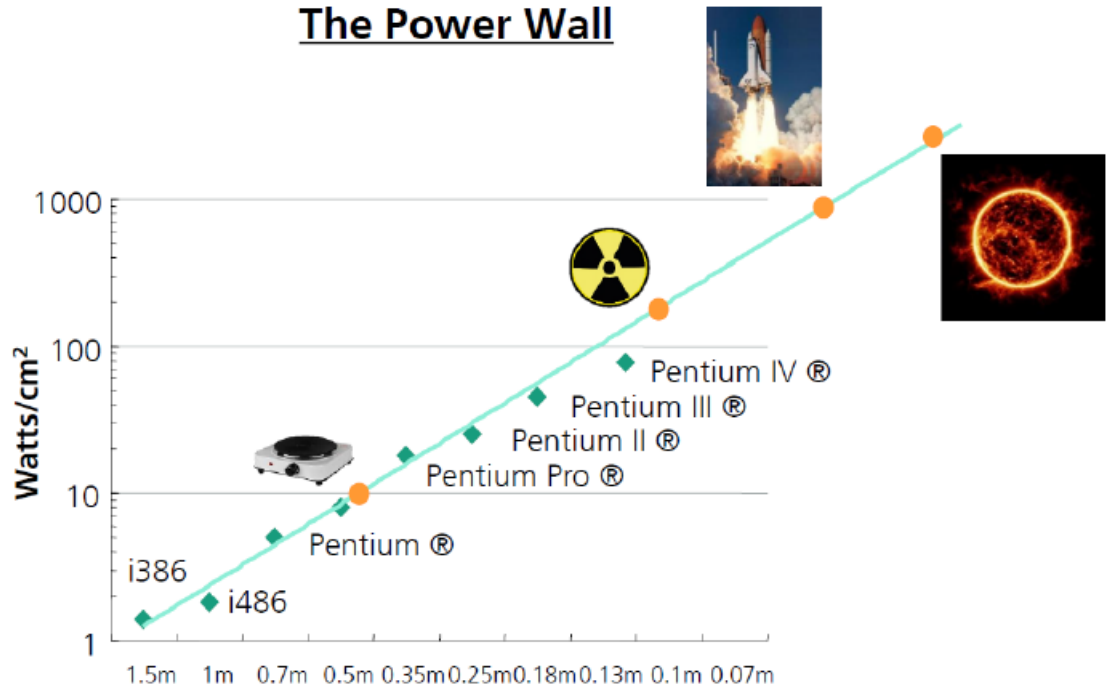 The Power Wall
1000
100
10
1
Watts/cm²
Pentium IV ®
Pentium III ®
Pentium II ®
Pentium Pro ®
Pentium ®
i386
i486
1.5m 1m 0.7m 0.5m 0.35m 0.25m 0.18m 0.13m 0.1m 0.07m